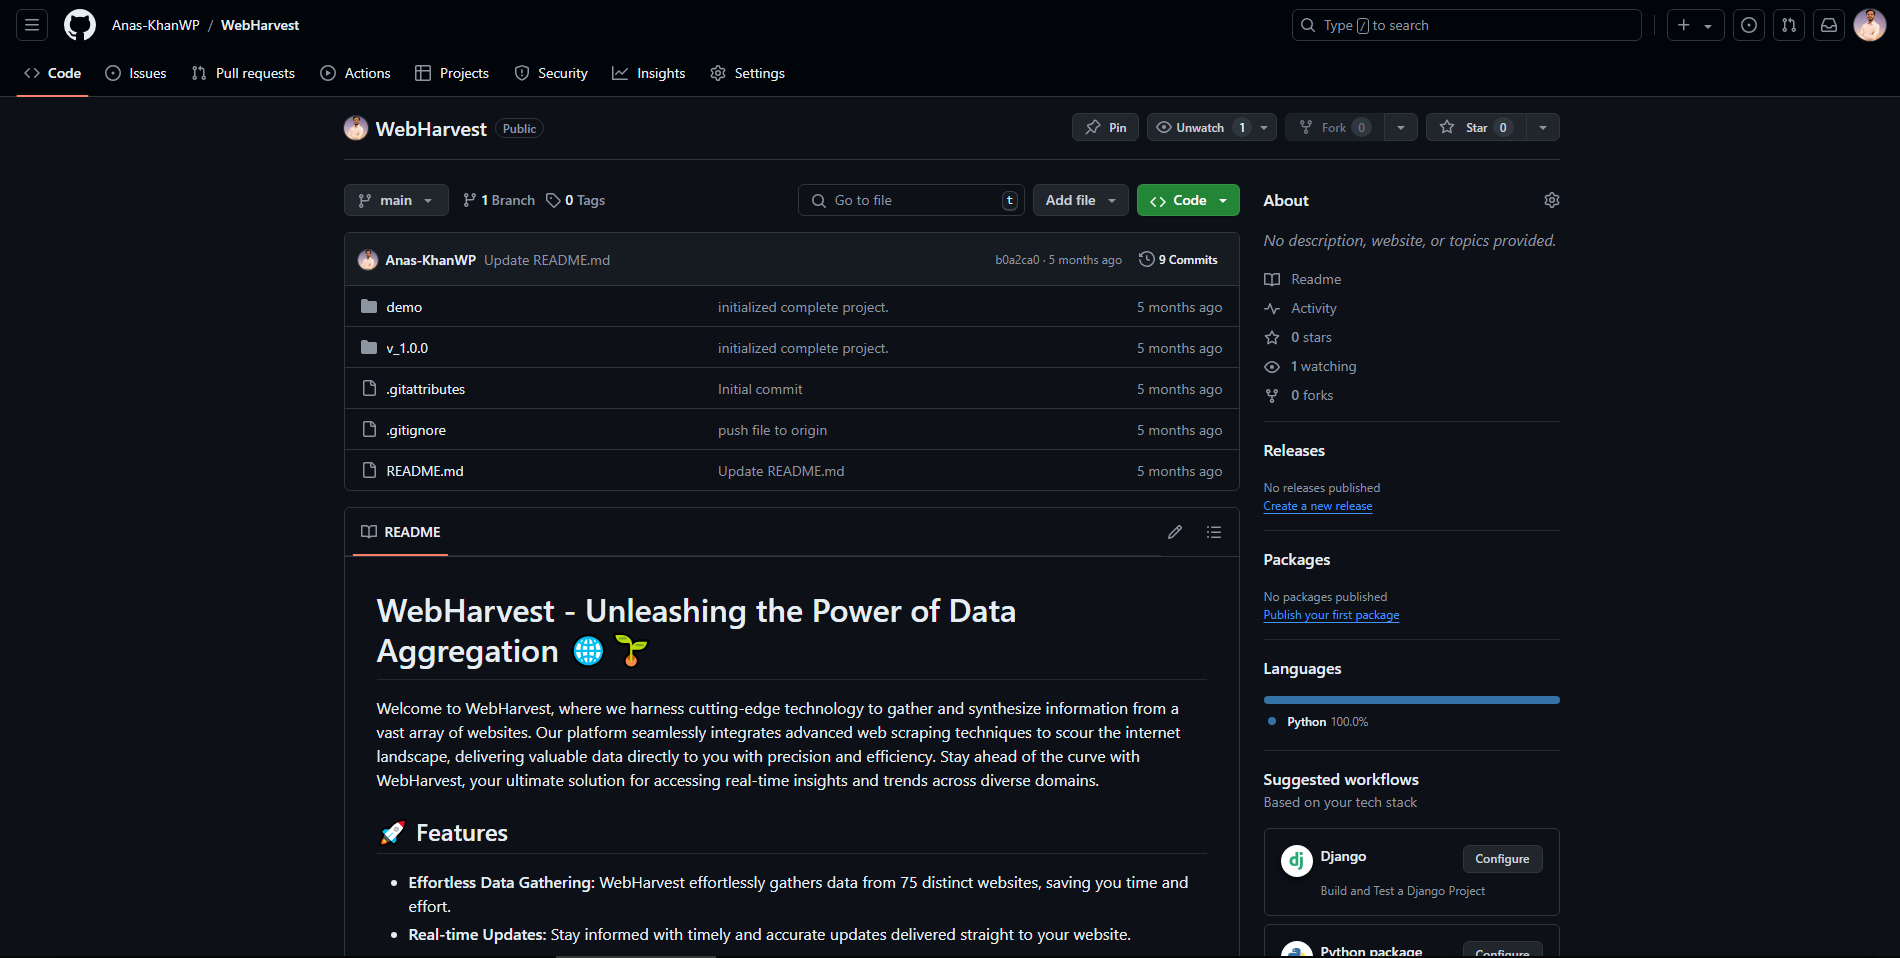 Anas-KhanWP / WebHarvest
Type / to search
Code Issues Pull requests Actions Projects Security Insights Settings
WebHarvest Public
Pin Unwatch 1 Fork 0 Star 0
main 1 Branch 0 Tags Go to file t Add file Code
Anas-KhanWP Update README.md b0a2ca0 · 5 months ago 9 Commits
demo initialized complete project. 5 months ago
v_1.0.0 initialized complete project. 5 months ago
.gitattributes Initial commit 5 months ago
.gitignore push file to origin 5 months ago
README.md Update README.md 5 months ago
README
WebHarvest - Unleashing the Power of Data
Aggregation
Welcome to WebHarvest, where we harness cutting-edge technology to gather and synthesize information from a
vast array of websites. Our platform seamlessly integrates advanced web scraping techniques to scour the internet
landscape, delivering valuable data directly to you with precision and efficiency. Stay ahead of the curve with
WebHarvest, your ultimate solution for accessing real-time insights and trends across diverse domains.
Features
Effortless Data Gathering: WebHarvest effortlessly gathers data from 75 distinct websites, saving you time and
effort.
Real-time Updates: Stay informed with timely and accurate updates delivered straight to your website.
About
No description, website, or topics provided.
Readme
Activity
0 stars
1 watching
0 forks
Releases
No releases published
Create a new release
Packages
No packages published
Publish your first package
Languages
Python 100.0%
Suggested workflows
Based on your tech stack
dj Django Configure
Build and Test a Django Project
Python package Configure